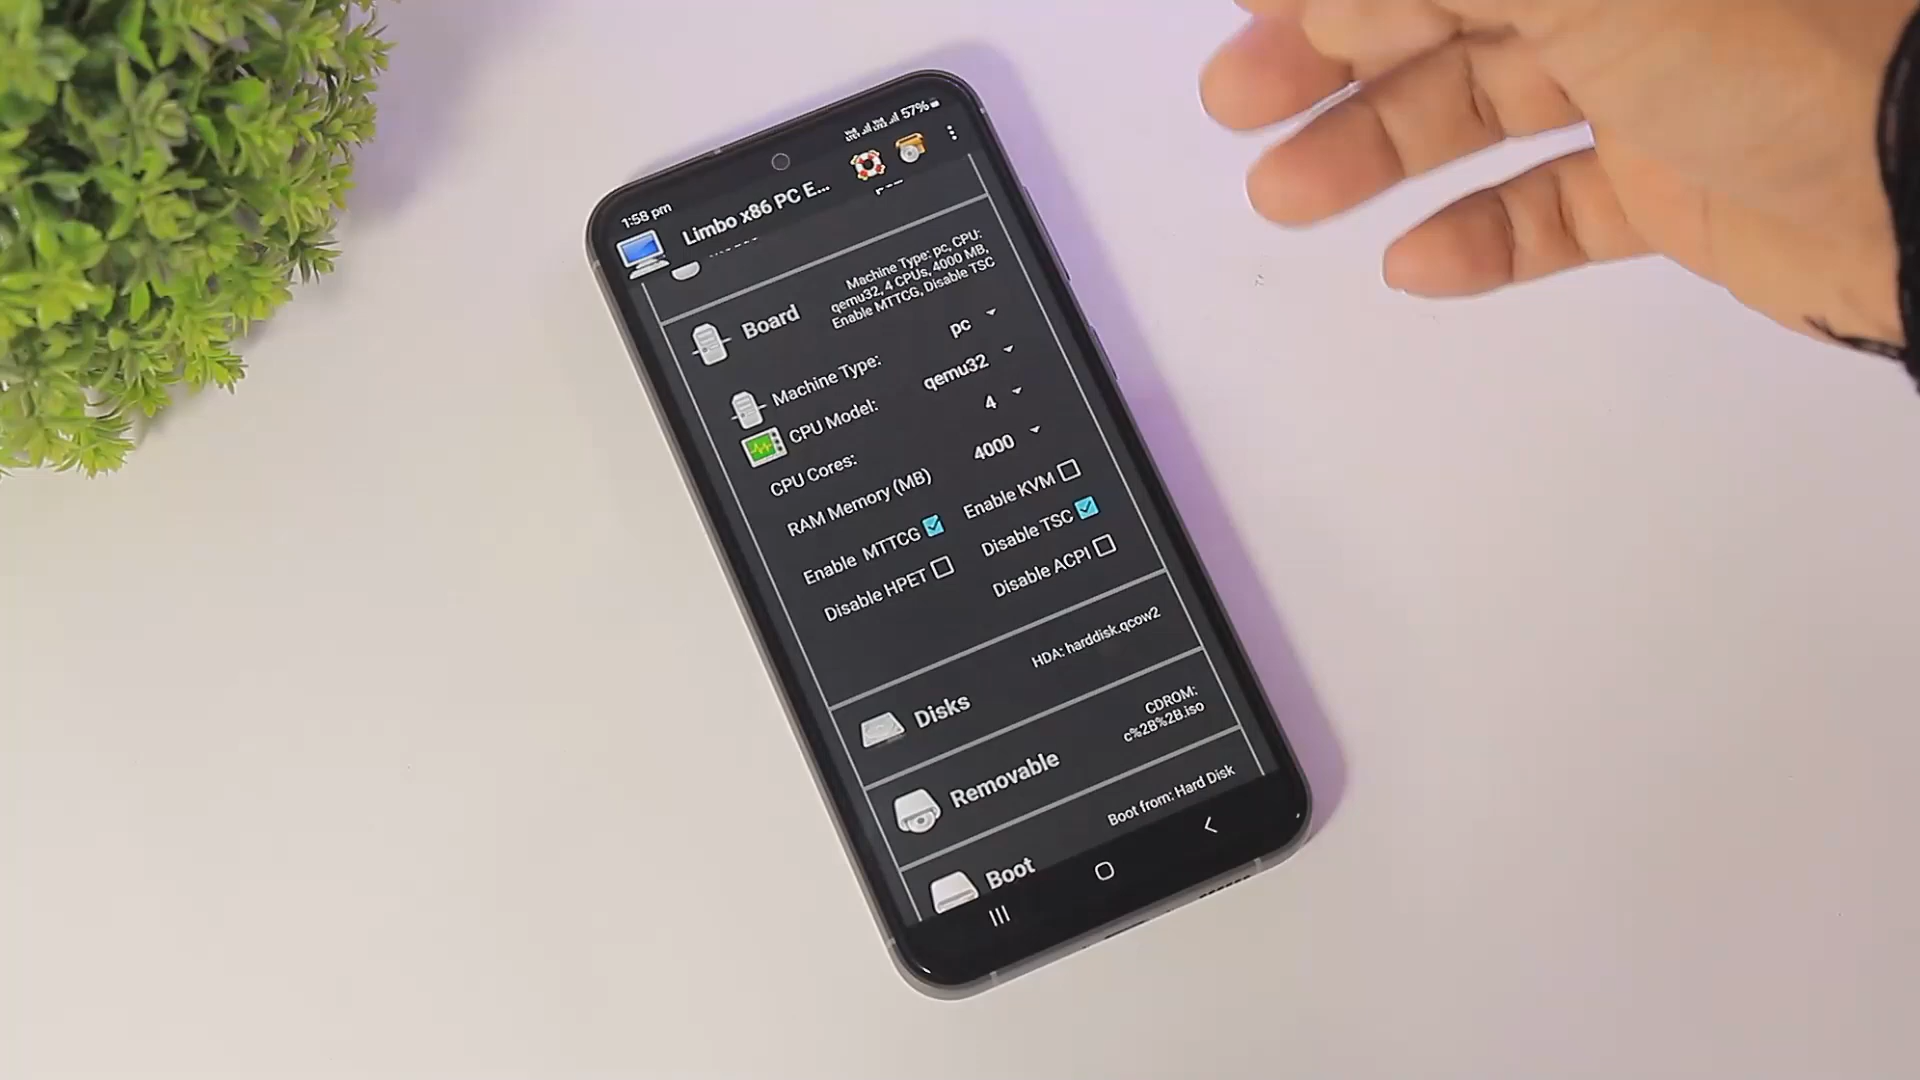 1:58 pm
57%
Limbo x86 PC E...
Board
Machine Type: pc, CPU:
qemu32, 4 CPUs, 4000 MB,
Enable MTTCG, Disable TSC
Machine Type:
pc
CPU Model:
qemu32
CPU Cores:
4
RAM Memory (MB)
4000
Enable MTTCG
Enable KVM
Disable HPET
Disable TSC
Disable ACPI
Disks
HDA: harddisk.qcow2
Removable
CDROM:
c%2B%2B.iso
Boot
Boot from: Hard Disk